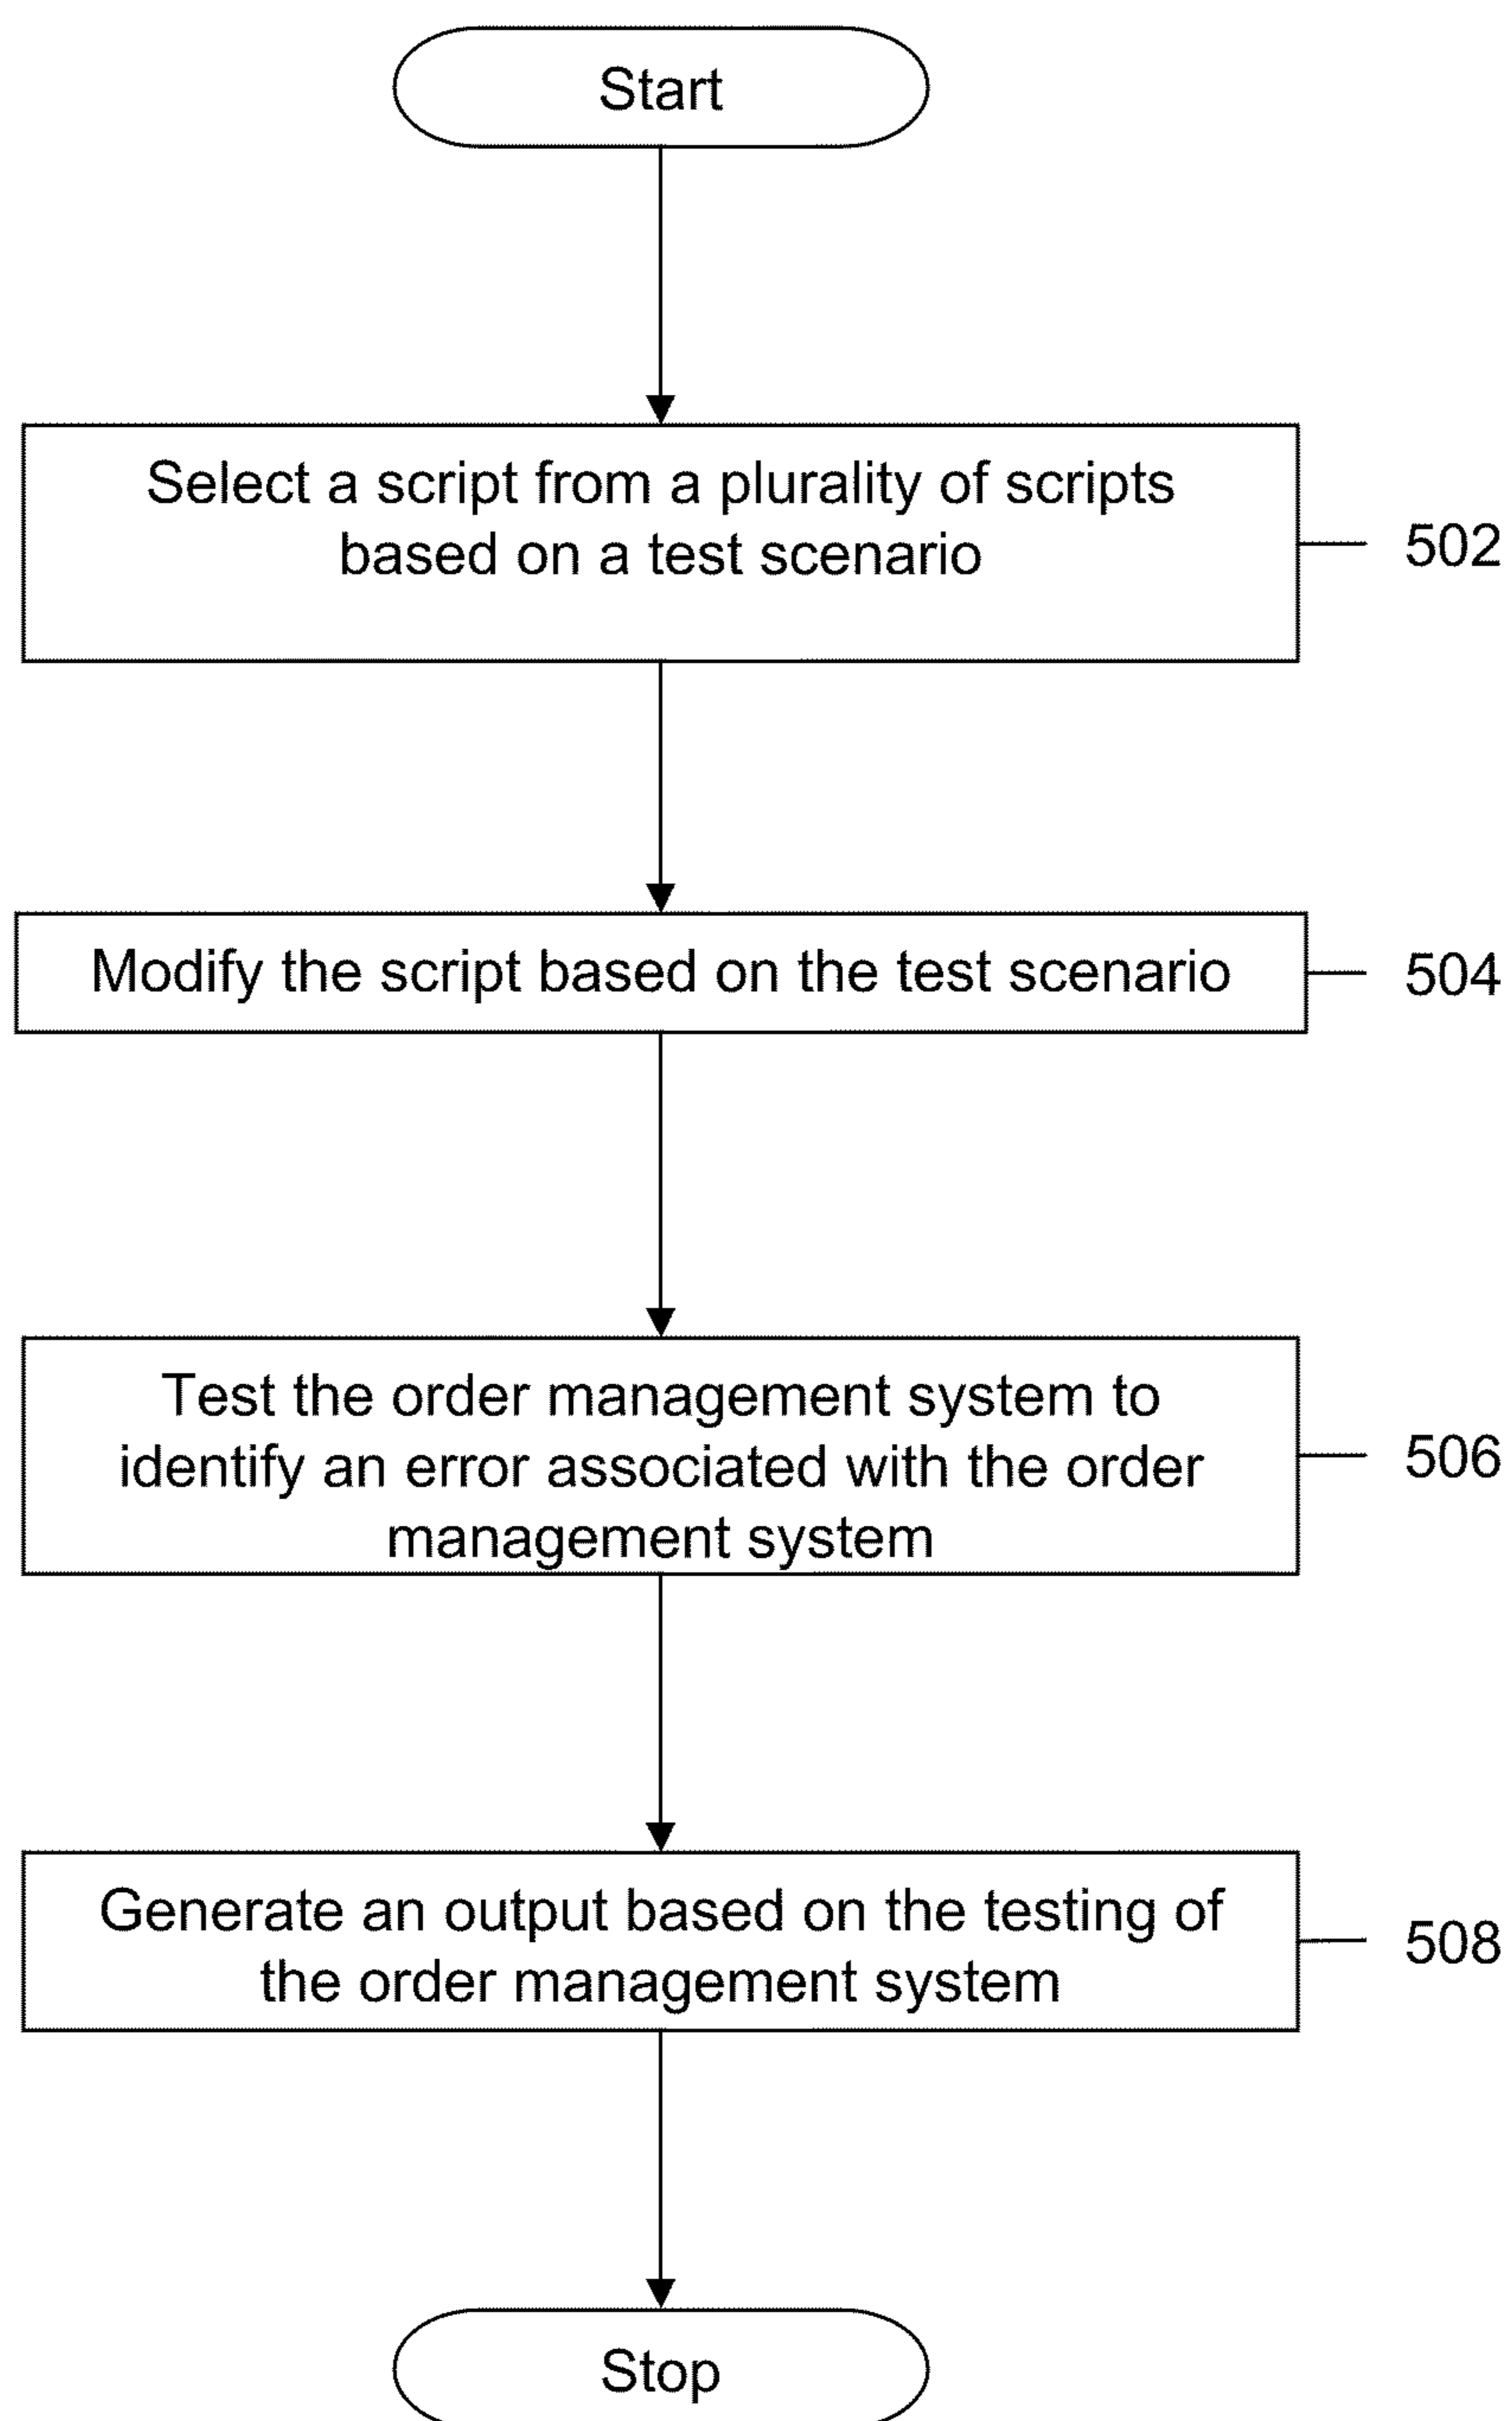 Start
Select a script from a plurality of scripts
based on a test scenario
502
Modify the script based on the test scenario
504
Test the order management system to
identify an error associated with the order
management system
506
Generate an output based on the testing of
the order management system
508
Stop